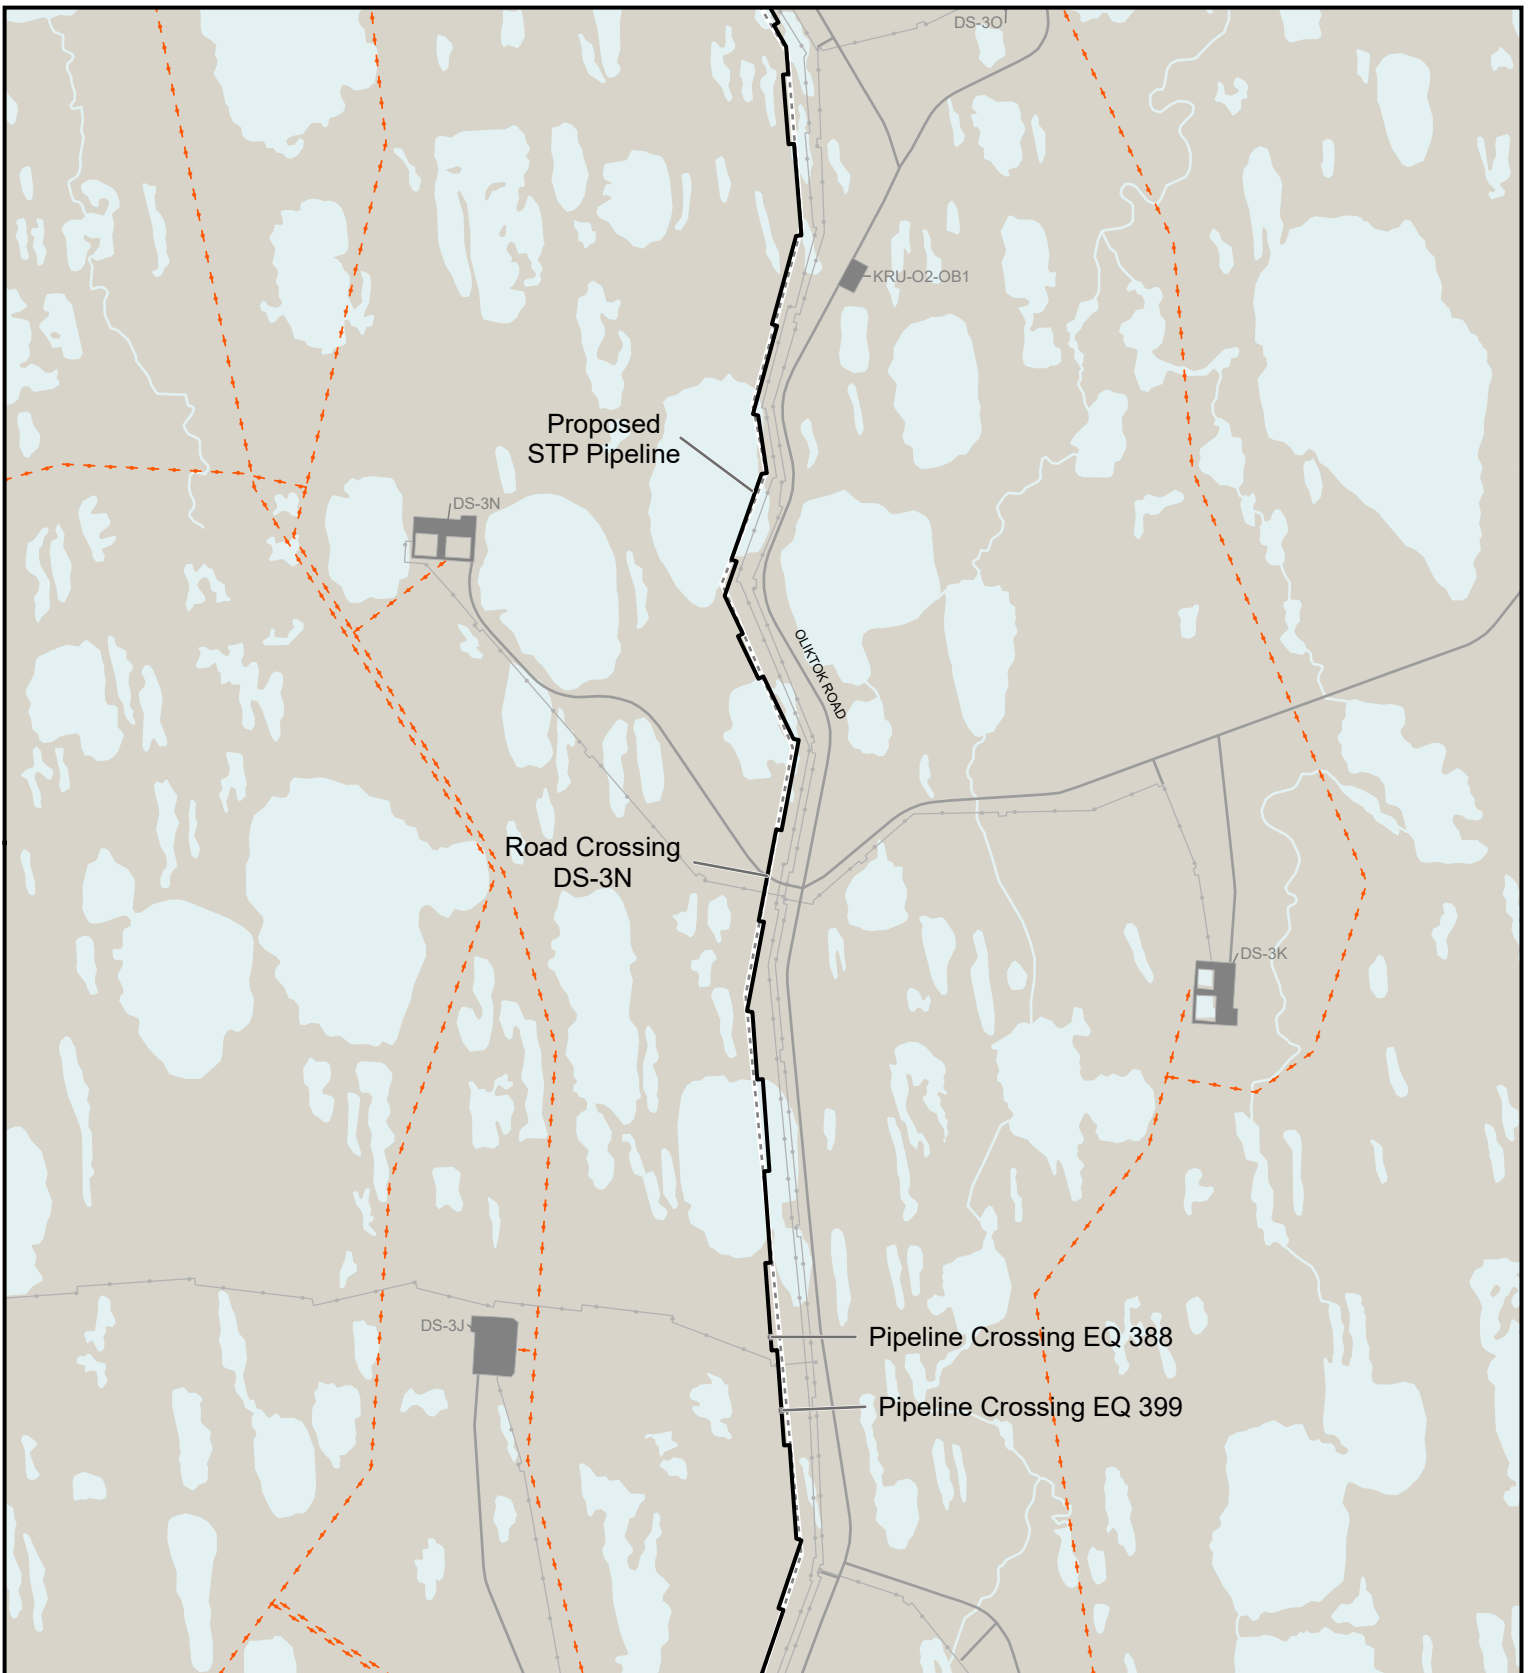 DS-3O
KRU-O2-OB1
Proposed
STP Pipeline
DS-3N
OLIKTOK ROAD
Road Crossing
DS-3N
DS-3K
DS-3J
Pipeline Crossing EQ 388
Pipeline Crossing EQ 399